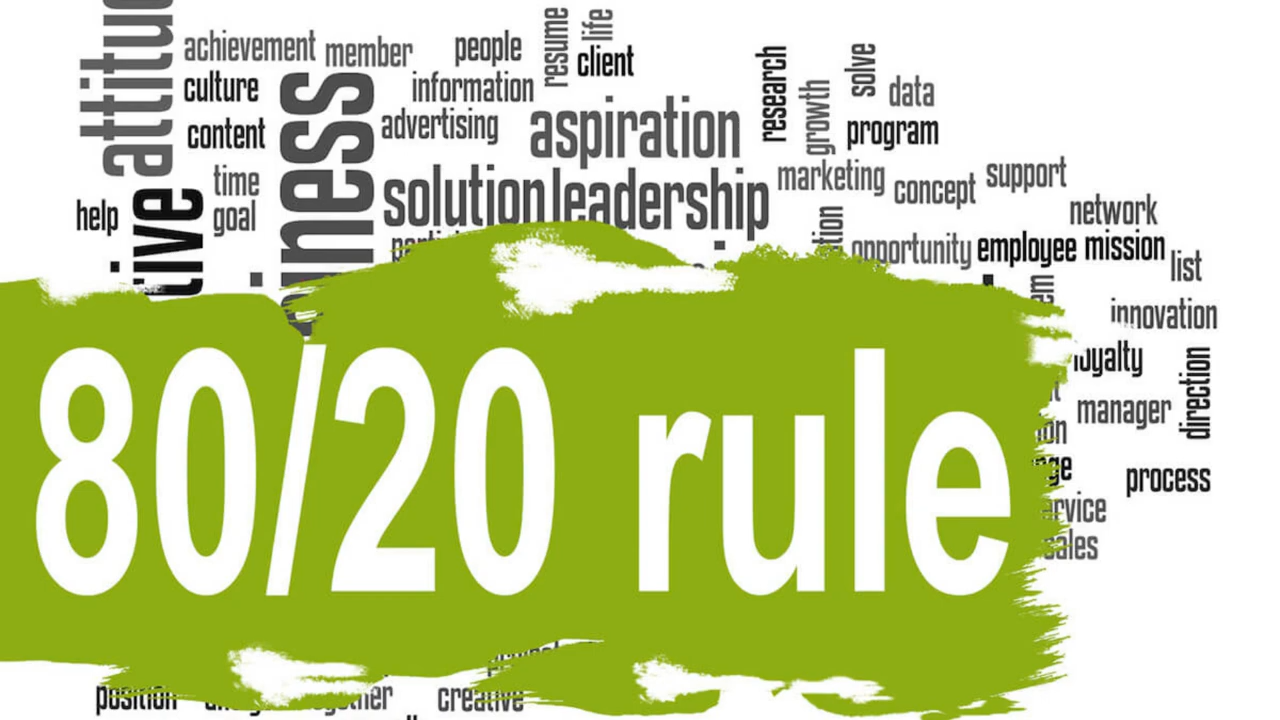 resume
life
achievement
member
people
client
culture
information
research
solve
data
content
advertising
aspiration
growth
program
time
solution
leadership
marketing
concept
support
help
goal
network
opportunity
employee
mission
list
innovation
loyalty
direction
manager
process
80/20 rule
position
creative